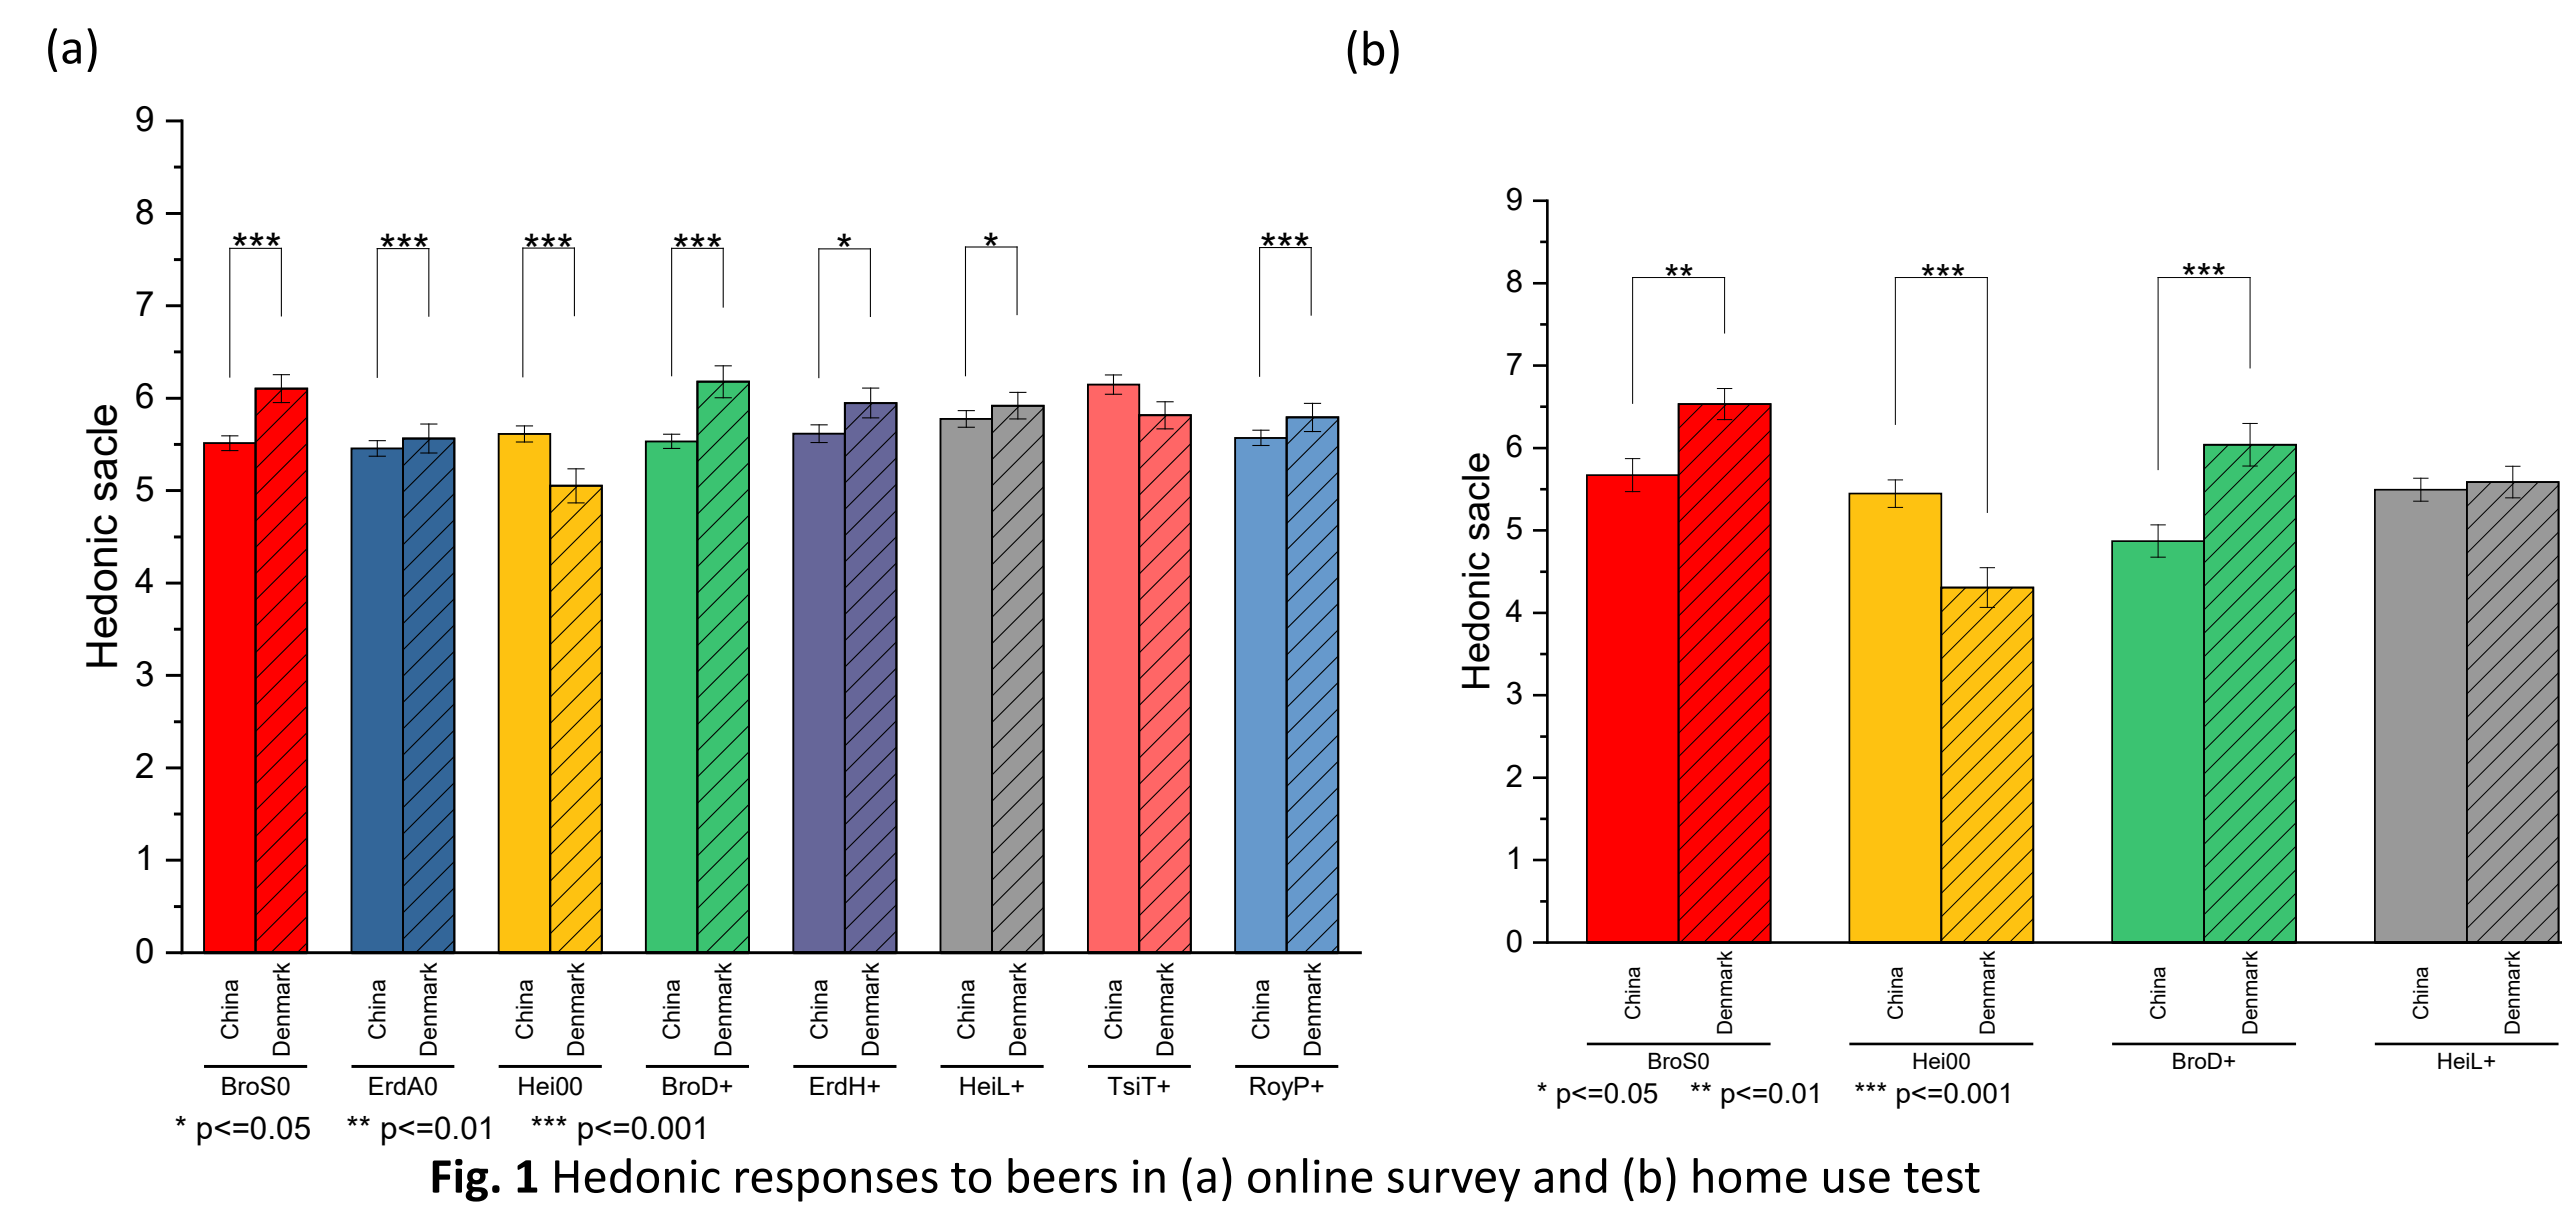 (a)
9
8
7
6
5
4
3
2
1
0
Hedonic sacle
***
***
***
***
*
*
***
China
Denmark
China
Denmark
China
Denmark
China
Denmark
China
Denmark
China
Denmark
China
Denmark
China
Denmark
BroS0
ErdA0
Hei00
BroD+
ErdH+
HeiL+
TsiT+
RoyP+
* p<=0.05 ** p<=0.01 *** p<=0.001
(b)
9
8
7
6
5
4
3
2
1
0
Hedonic sacle
**
***
***
China
Denmark
China
Denmark
China
Denmark
China
Denmark
BroS0
Hei00
BroD+
HeiL+
* p<=0.05 ** p<=0.01 *** p<=0.001
Fig. 1 Hedonic responses to beers in (a) online survey and (b) home use test